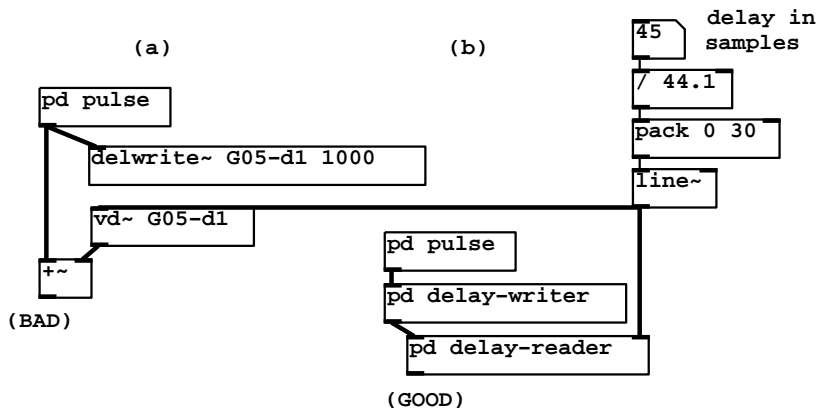 (a)
(b)
45
delay in
samples
/ 44.1
pack 0 30
line~
pd pulse
delwrite~ G05-d1 1000
vd~ G05-d1
+~
(BAD)
pd pulse
pd delay-writer
pd delay-reader
(GOOD)